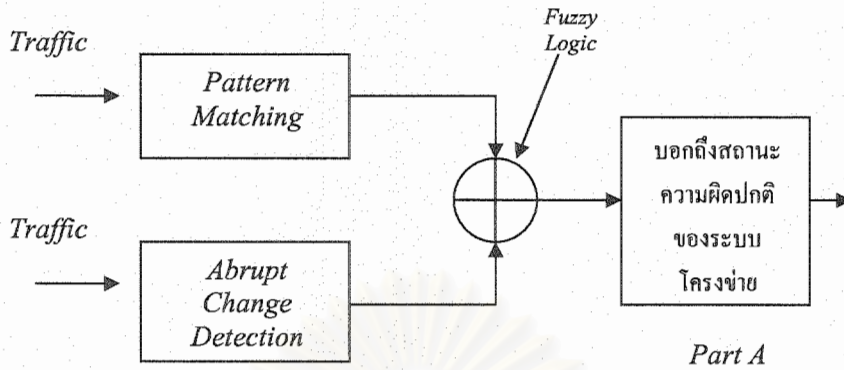 Fuzzy
Logic
Traffic
Pattern
Matching
Traffic
Abrupt
Change
Detection
บอกถึงสถานะ
ความผิดปกติ
ของระบบ
โครงข่าย
Part A